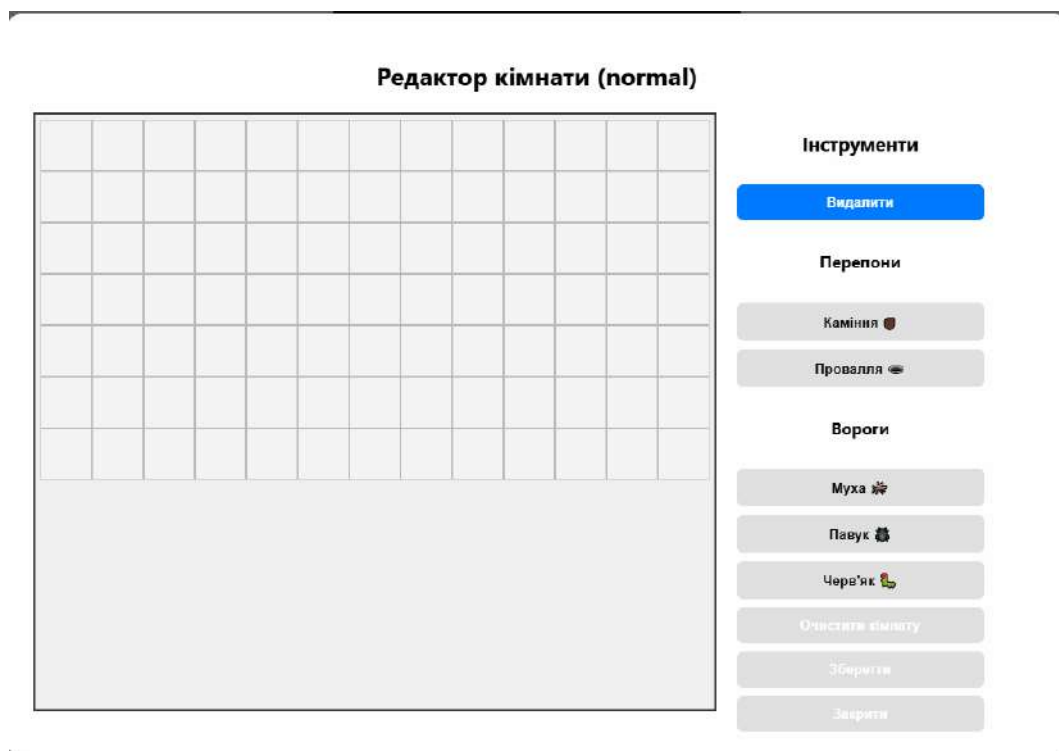 Редактор кімнати (normal)
Інструменти
Видалити
Перепони
Каміння
Провалля
Вороги
Муха
Павук
Черв'як
Очистити кімнату
Зберегти
Закрити